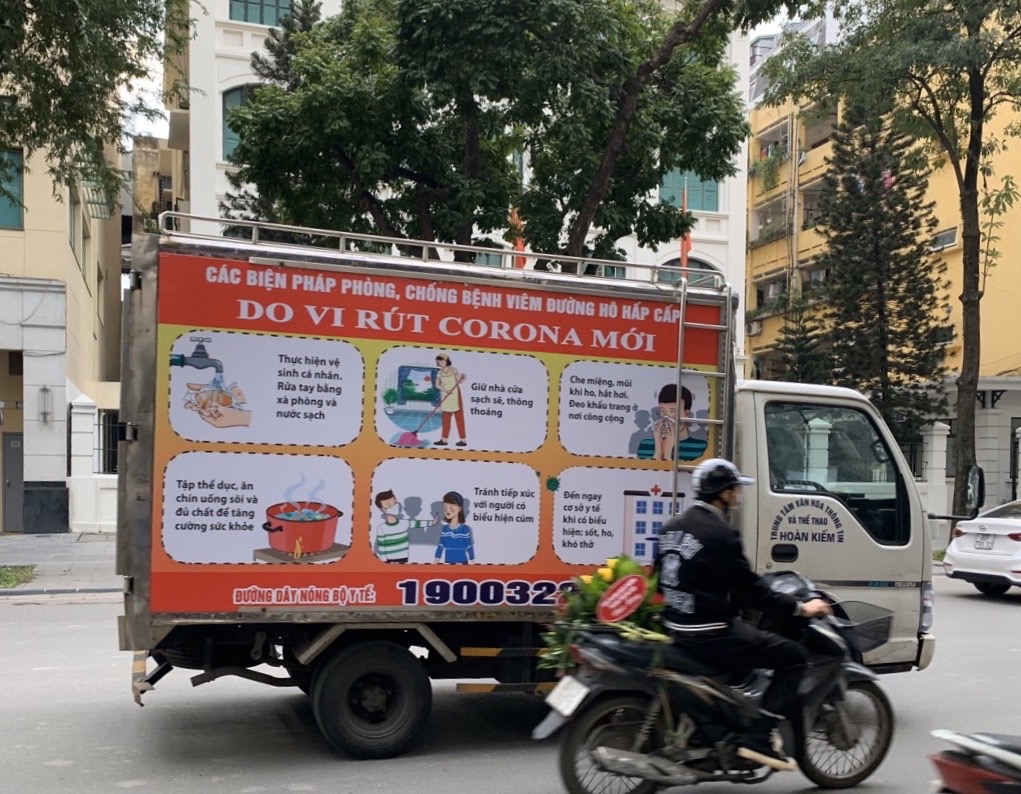 CÁC BIỆN PHÁP PHÒNG, CHỐNG BỆNH VIÊM ĐƯỜNG HÔ HẤP CẤP
DO VI RÚT CORONA MỚI
Thực hiện vệ
sinh cá nhân.
Rửa tay bằng
xà phòng và
nước sạch
Giữ nhà cửa
sạch sẽ, thông
thoáng
Che miệng, mũi
khi ho, hắt hơi.
Đeo khẩu trang ở
nơi công cộng
Tập thể dục, ăn
chín uống sôi và
đủ chất để tăng
cường sức khỏe
Tránh tiếp xúc
với người có
biểu hiện cúm
Đến ngay
cơ sở y tế
khi có biểu
hiện: sốt, ho,
khó thở
ĐƯỜNG DÂY NÓNG BỘ Y TẾ:
190032
TRUNG TÂM VĂN HÓA THÔNG TIN
VÀ THỂ THAO
HOÀN KIẾM
ISUZU